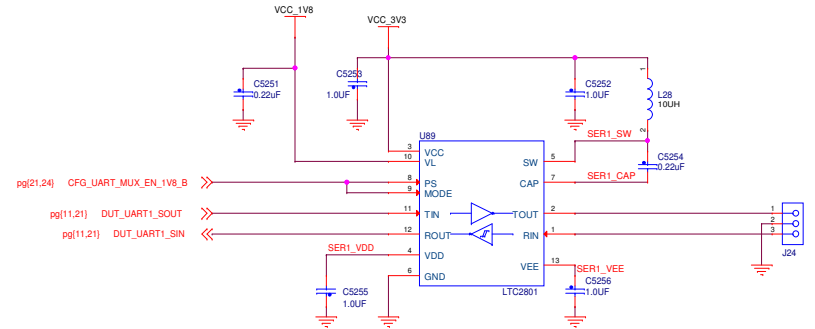 VCC_1V8
VCC_3V3
C5251
0.22uF
C5253
1.0UF
C5252
1.0UF
1
L28
10UH
2
U89
SER1_SW
3
VCC
10
VL
SW
5
C5254
0.22uF
SER1_CAP
pg{21,24} CFG_UART_MUX_EN_1V8_B
8
PS
CAP
7
9
MODE
pg{11,21} DUT_UART1_SOUT
11
TIN
TOUT
2
1
2
pg{11,21} DUT_UART1_SIN
12
ROUT
RIN
1
3
SER1_VDD
4
VDD
J24
VEE
13
SER1_VEE
6
GND
C5255
1.0UF
LTC2801
C5256
1.0UF